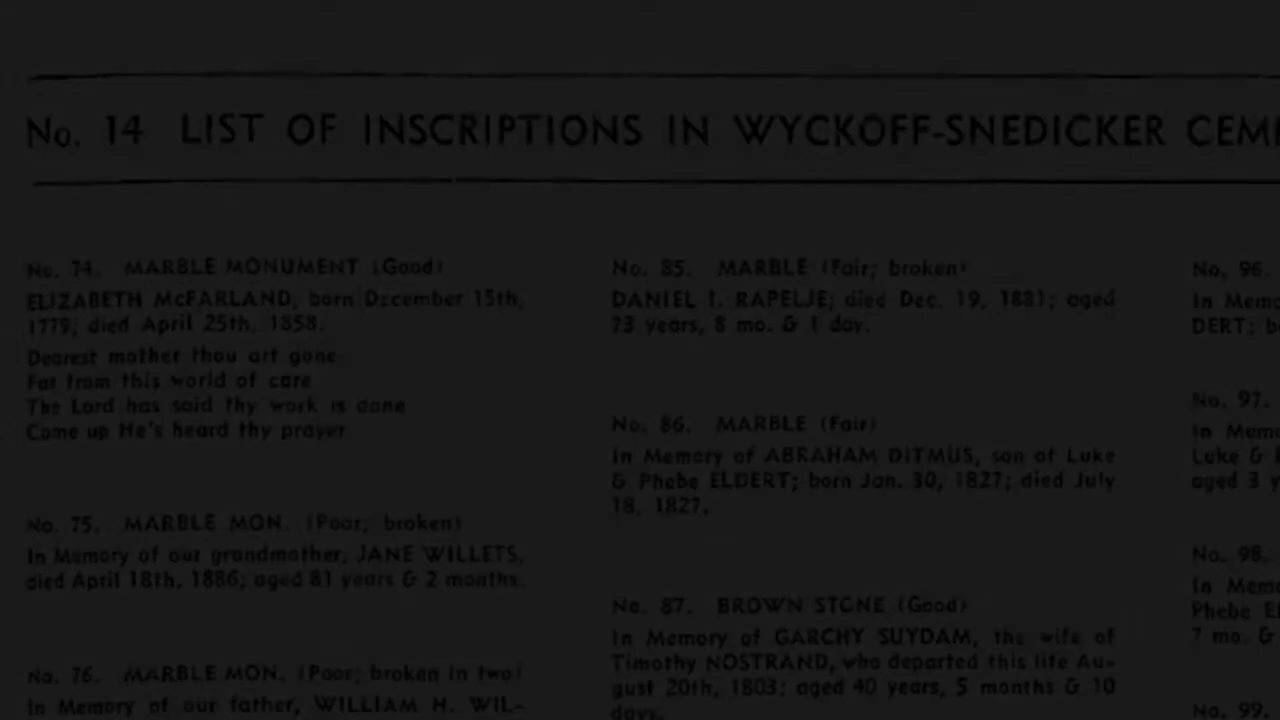 No. 14 LIST OF INSCRIPTIONS IN WYCKOFF-SNEDICKER
No. 74. MARBLE MONUMENT (Good)
ELIZABETH McFARLAND, born December 15th,
1779; died April 25th, 1858.
Dearest mother thou art gone
Far from this world of care
The Lord has said thy work is done
Come up He's heard thy prayer
No. 75. MARBLE MON. (Poor; broken)
In Memory of our grandmother, JANE WILLETS,
died April 18th, 1886; aged 81 years & 2 months.
No. 76. MARBLE MON. (Poor; broken in two)
In Memory of our father, WILLIAM H. WIL-
No. 85. MARBLE (Fair; broken)
DANIEL I. RAPELJE; died Dec. 19, 1881; aged
73 years, 8 mo. & 1 day.
No. 86. MARBLE (Fair)
In Memory of ABRAHAM DITMUS, son of Luke
& Phebe ELDERT; born Jan. 30, 1827; died July
18, 1827.
No. 87. BROWN STONE (Good)
In Memory of GARCHY SUYDAM, the wife of
Timothy NOSTRAND, who departed this life Au-
gust 20th, 1803; aged 40 years, 5 months & 10
days.
No. 96.
In
DERT;
No. 97.
In
Luke &
aged 3
No. 98.
In
Phebe
7 mo. &
No. 99.